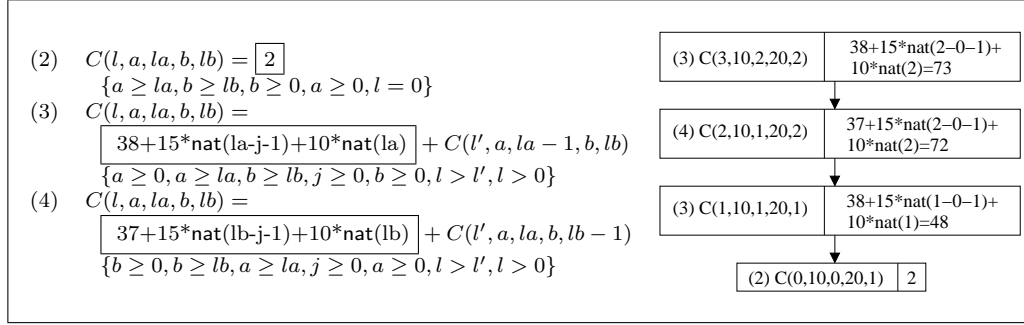 (2) C(l, a, la, b, lb) = 2
{a ≥ la, b ≥ lb, b ≥ 0, a ≥ 0, l = 0}
(3) C(l, a, la, b, lb) =
38+15*nat(la-j-1)+10*nat(la) + C(l′, a, la − 1, b, lb)
{a ≥ 0, a ≥ la, b ≥ lb, j ≥ 0, b ≥ 0, l > l′, l > 0}
(4) C(l, a, la, b, lb) =
37+15*nat(lb-j-1)+10*nat(lb) + C(l′, a, la, b, lb − 1)
{b ≥ 0, b ≥ lb, a ≥ la, j ≥ 0, a ≥ 0, l > l′, l > 0}
(3) C(3,10,2,20,2)
38+15*nat(2–0–1)+
10*nat(2)=73
(4) C(2,10,1,20,2)
37+15*nat(2–0–1)+
10*nat(2)=72
(3) C(1,10,1,20,1)
38+15*nat(1–0–1)+
10*nat(1)=48
(2) C(0,10,0,20,1)
2